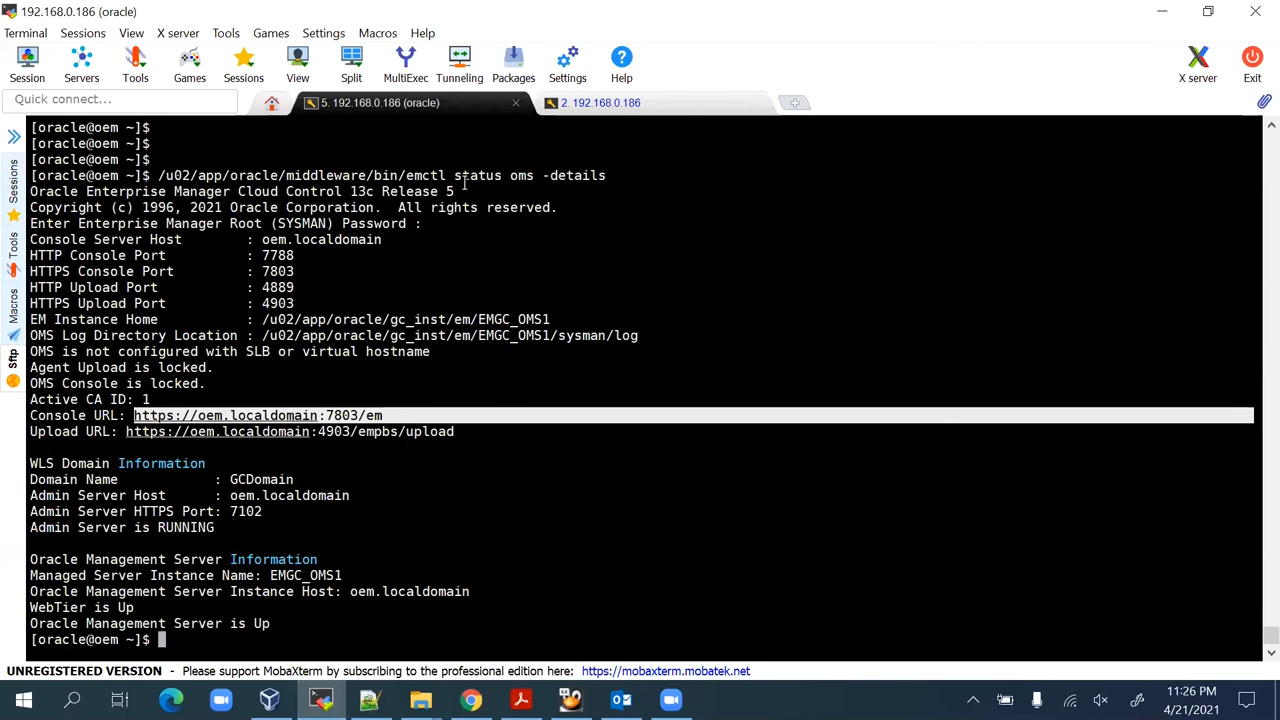 192.168.0.186 (oracle)
Terminal Sessions View X server Tools Games Settings Macros Help
Session Servers Tools Games Sessions View Split MultiExec Tunneling Packages Settings Help X server Exit
Quick connect...
5. 192.168.0.186 (oracle)
2. 192.168.0.186
Sessions
Tools
Macros
Sftp
[oracle@oem ~]$
[oracle@oem ~]$
[oracle@oem ~]$
[oracle@oem ~]$ /u02/app/oracle/middleware/bin/emctl status oms -details
Oracle Enterprise Manager Cloud Control 13c Release 5
Copyright (c) 1996, 2021 Oracle Corporation.  All rights reserved.
Enter Enterprise Manager Root (SYSMAN) Password :
Console Server Host        : oem.localdomain
HTTP Console Port          : 7788
HTTPS Console Port         : 7803
HTTP Upload Port           : 4889
HTTPS Upload Port          : 4903
EM Instance Home           : /u02/app/oracle/gc_inst/em/EMGC_OMS1
OMS Log Directory Location : /u02/app/oracle/gc_inst/em/EMGC_OMS1/sysman/log
OMS is not configured with SLB or virtual hostname
Agent Upload is locked.
OMS Console is locked.
Active CA ID: 1
Console URL: https://oem.localdomain:7803/em
Upload URL: https://oem.localdomain:4903/empbs/upload
WLS Domain Information
Domain Name            : GCDomain
Admin Server Host      : oem.localdomain
Admin Server HTTPS Port: 7102
Admin Server is RUNNING
Oracle Management Server Information
Managed Server Instance Name: EMGC_OMS1
Oracle Management Server Instance Host: oem.localdomain
WebTier is Up
Oracle Management Server is Up
[oracle@oem ~]$
UNREGISTERED VERSION - Please support MobaXterm by subscribing to the professional edition here: https://mobaxterm.mobatek.net
11:26 PM
4/21/2021